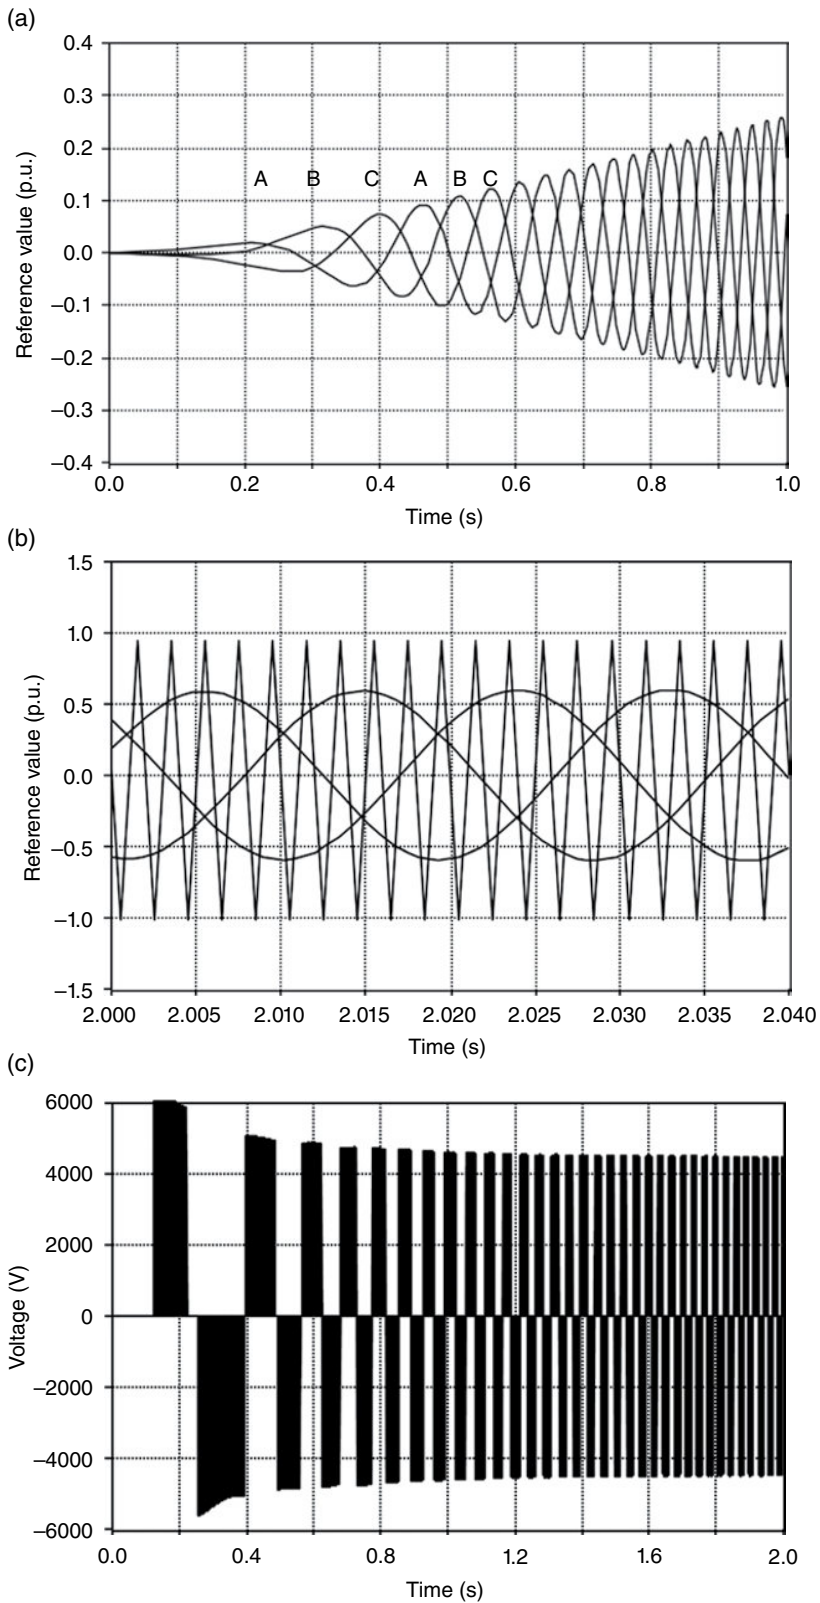 (a)
0.4
0.3
0.2
A B C A B C
0.1
0.0
–0.1
–0.2
–0.3
–0.4
Reference value (p.u.)
0.0 0.2 0.4 0.6 0.8 1.0
Time (s)
(b)
1.5
1.0
0.5
0.0
–0.5
–1.0
–1.5
Reference value (p.u.)
2.000 2.005 2.010 2.015 2.020 2.025 2.030 2.035 2.040
Time (s)
(c)
6000
4000
2000
0
–2000
–4000
–6000
Voltage (V)
0.0 0.4 0.8 1.2 1.6 2.0
Time (s)